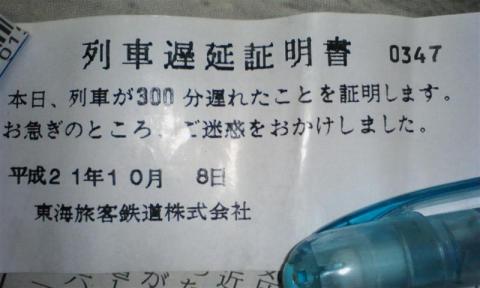 列車遅延証明書 0347
本日、列車が300分遅れたことを証明します。
お急ぎのところ、ご迷惑をおかけしました。
平成21年10月 8日
東海旅客鉄道株式会社